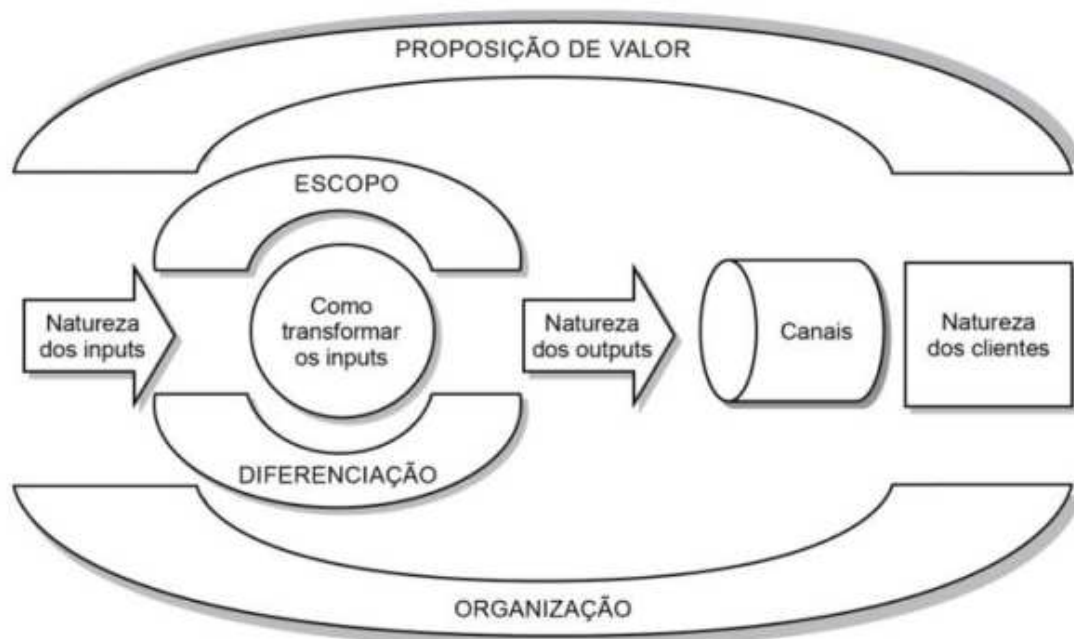 PROPOSIÇÃO DE VALOR
ESCOPO
Natureza
dos inputs
Como
transformar
os inputs
Natureza
dos outputs
Canais
Natureza
dos clientes
DIFERENCIAÇÃO
ORGANIZAÇÃO